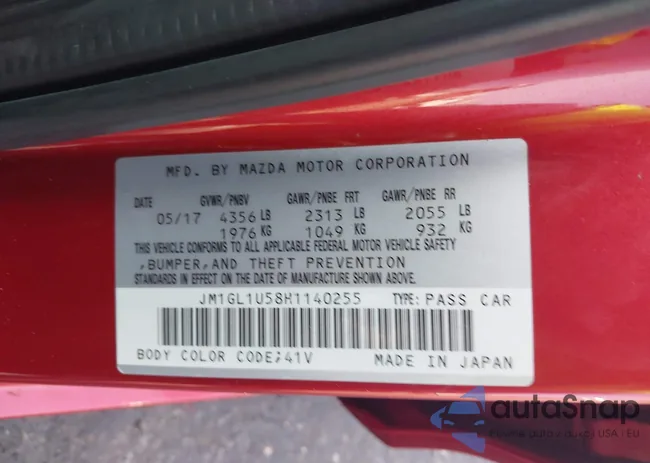 MFD. BY MAZDA MOTOR CORPORATION
DATE GVWR/PNBV GAWR/PNBE FRT GAWR/PNBE RR
05/17 4356 LB 2313 LB 2055 LB
1976 KG 1049 KG 932 KG
THIS VEHICLE CONFORMS TO ALL APPLICABLE FEDERAL MOTOR VEHICLE SAFETY
,BUMPER,AND THEFT PREVENTION
STANDARDS IN EFFECT ON THE DATE OF MANUFACTURE SHOWN ABOVE.
JM1GL1U58H1140255 TYPE: PASS CAR
BODY COLOR CODE:41V MADE IN JAPAN
autoSnap
USA - EU